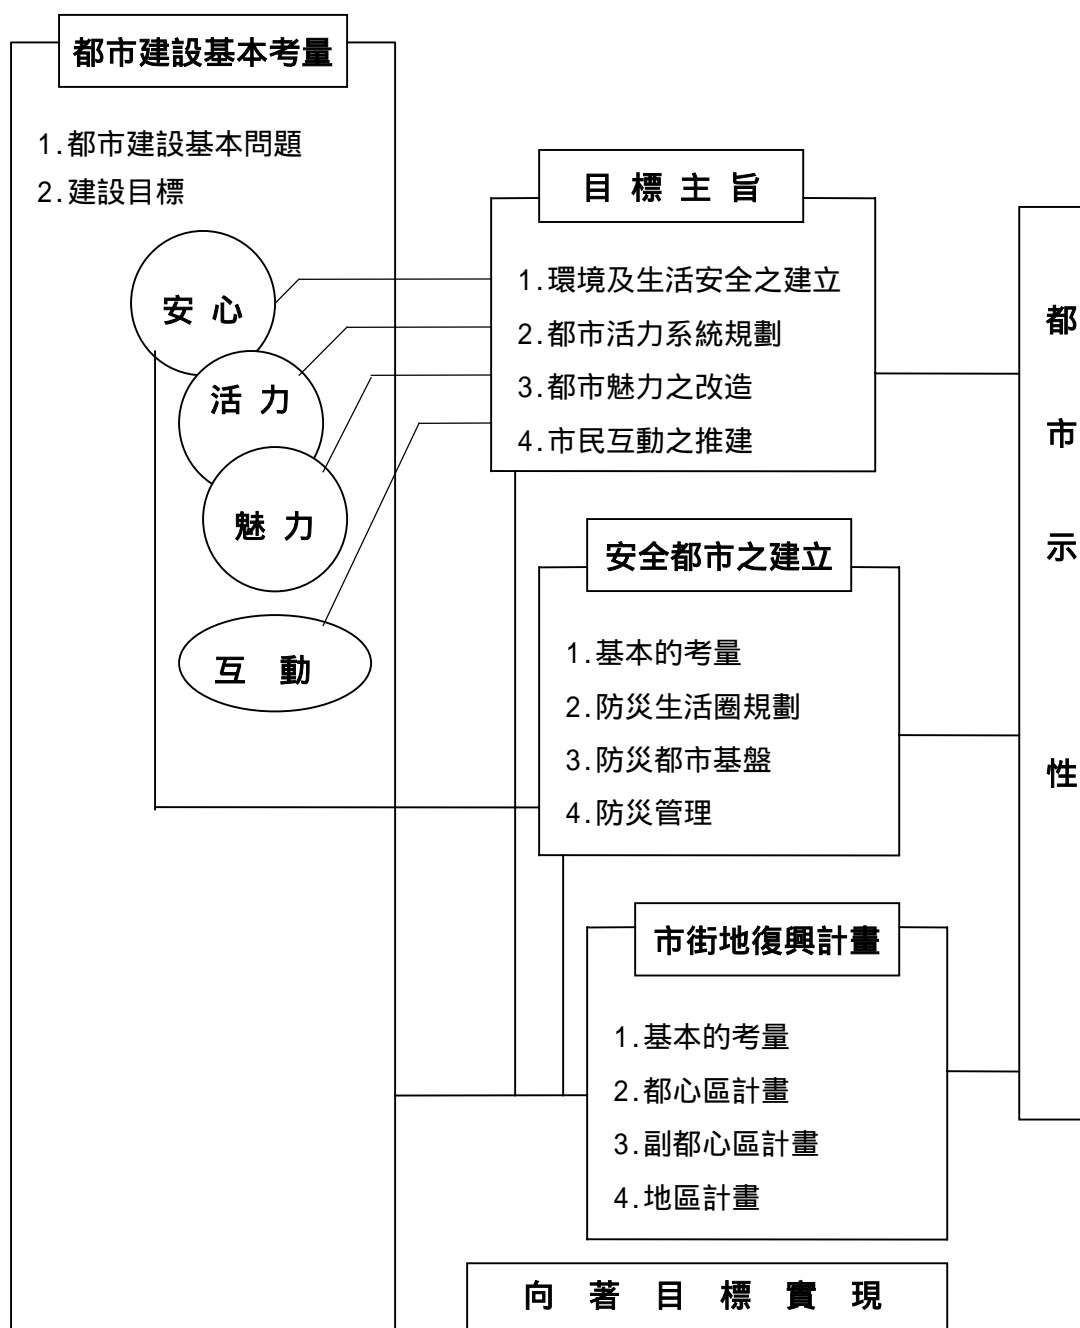 都市建設基本考量
1.都市建設基本問題
2.建設目標
安心
活力
魅力
互動
目標主旨
1.環境及生活安全之建立
2.都市活力系統規劃
3.都市魅力之改造
4.市民互動之推建
安全都市之建立
1.基本的考量
2.防災生活圈規劃
3.防災都市基盤
4.防災管理
市街地復興計畫
1.基本的考量
2.都心區計畫
3.副都心區計畫
4.地區計畫
向著目標實現
都
市
示
性